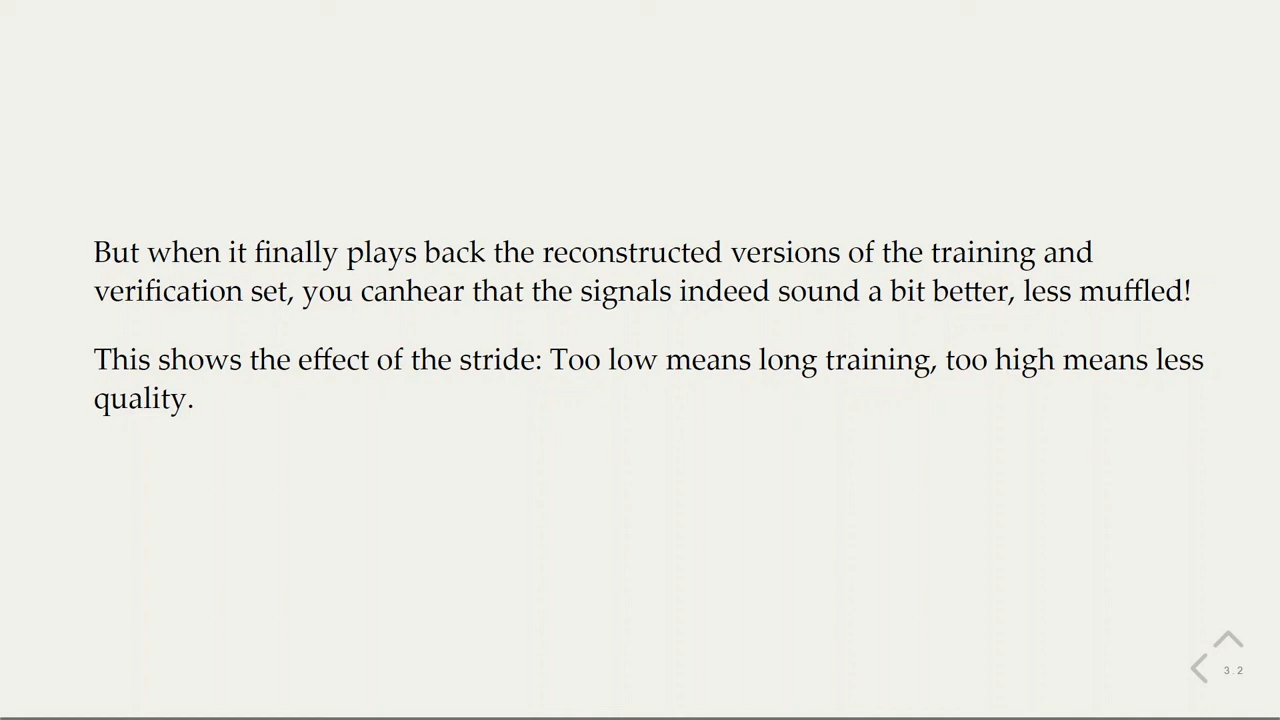 But when it finally plays back the reconstructed versions of the training and
verification set, you canhear that the signals indeed sound a bit better, less muffled!
This shows the effect of the stride: Too low means long training, too high means less
quality.
3.2